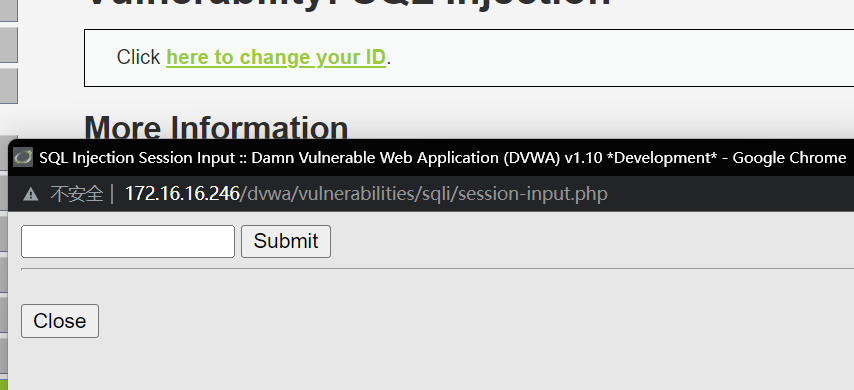 Vulnerability: SQL Injection
Click here to change your ID.
More Information
SQL Injection Session Input :: Damn Vulnerable Web Application (DVWA) v1.10 *Development* - Google Chrome
不安全 | 172.16.16.246/dvwa/vulnerabilities/sqli/session-input.php
Submit
Close